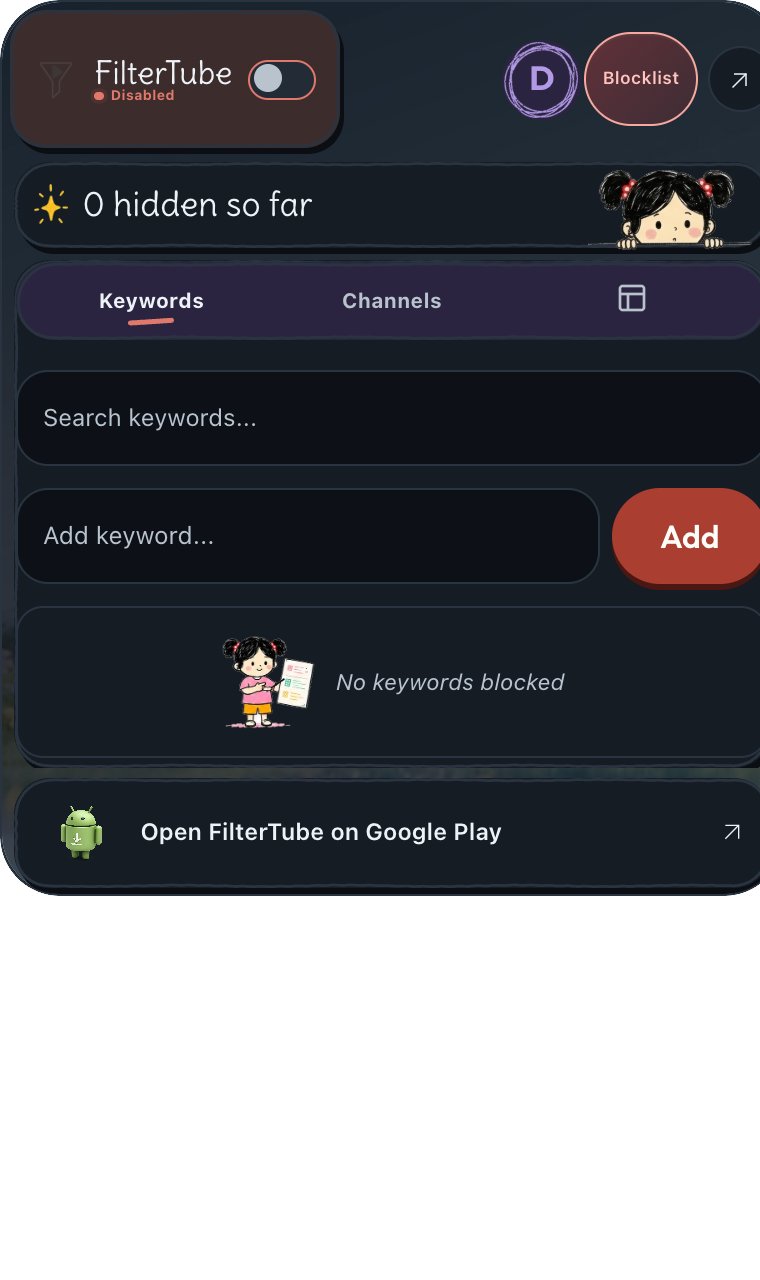 FilterTube
Disabled
D
Blocklist
0 hidden so far
Keywords
Channels
Search keywords...
Add keyword...
Add
No keywords blocked
Open FilterTube on Google Play